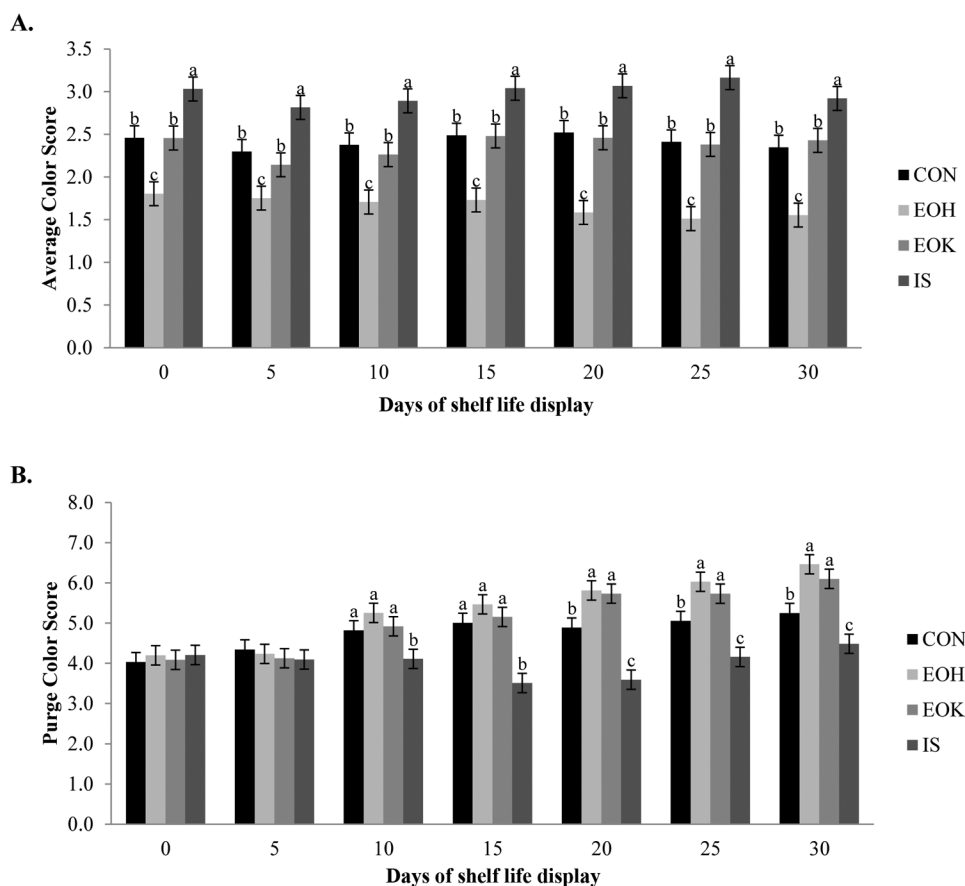 A.
3.5
3.0
2.5
2.0
1.5
1.0
0.5
0.0
Average Color Score
b c b a
b c b a
b c b a
b c b a
b c b a
b c b a
b c b a
0 5 10 15 20 25 30
Days of shelf life display
CON
EOH
EOK
IS
B.
8.0
7.0
6.0
5.0
4.0
3.0
2.0
1.0
0.0
Purge Color Score
a a a b
a a a b
b a a c
b a a c
b a a c
0 5 10 15 20 25 30
Days of shelf life display
CON
EOH
EOK
IS